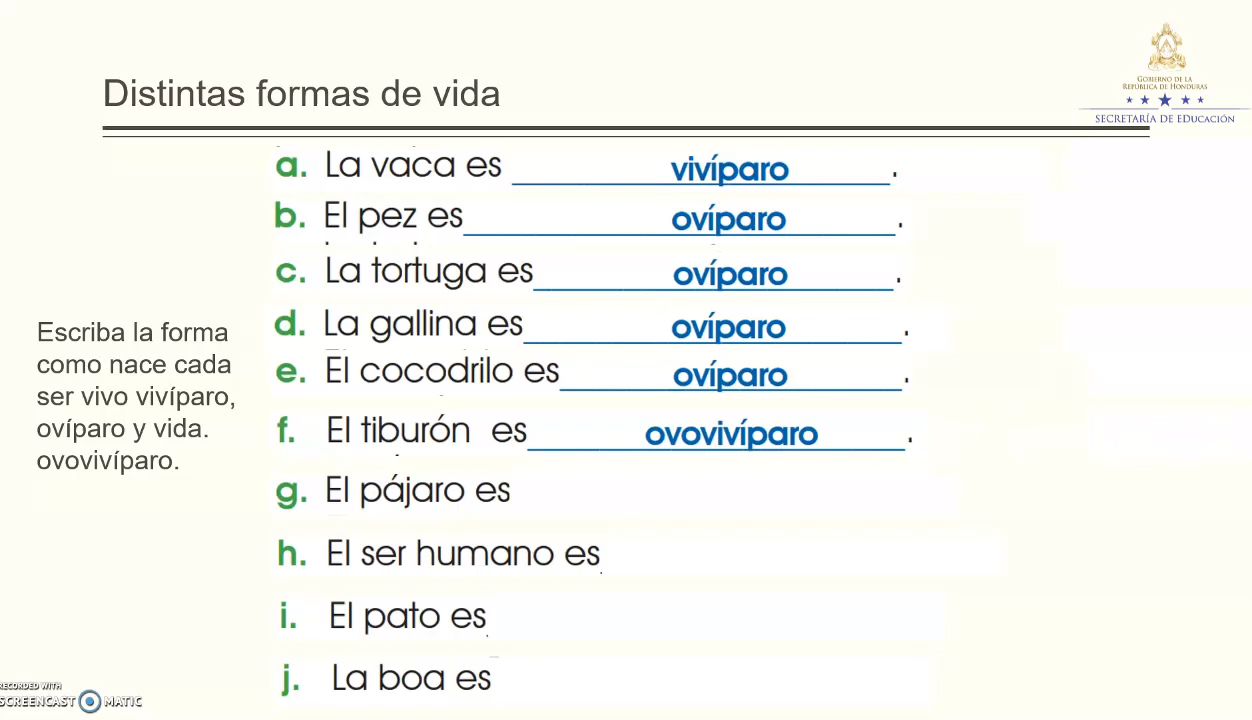 Distintas formas de vida
GOBIERNO DE LA
REPÚBLICA DE HONDURAS
SECRETARÍA DE EDUCACIÓN
a. La vaca es vivíparo.
b. El pez es ovíparo.
c. La tortuga es ovíparo.
d. La gallina es ovíparo.
e. El cocodrilo es ovíparo.
f. El tiburón es ovovivíparo.
g. El pájaro es
h. El ser humano es
i. El pato es
j. La boa es
Escriba la forma
como nace cada
ser vivo vivíparo,
ovíparo y vida.
ovovivíparo.
RECORDED WITH
SCREENCAST MATIC